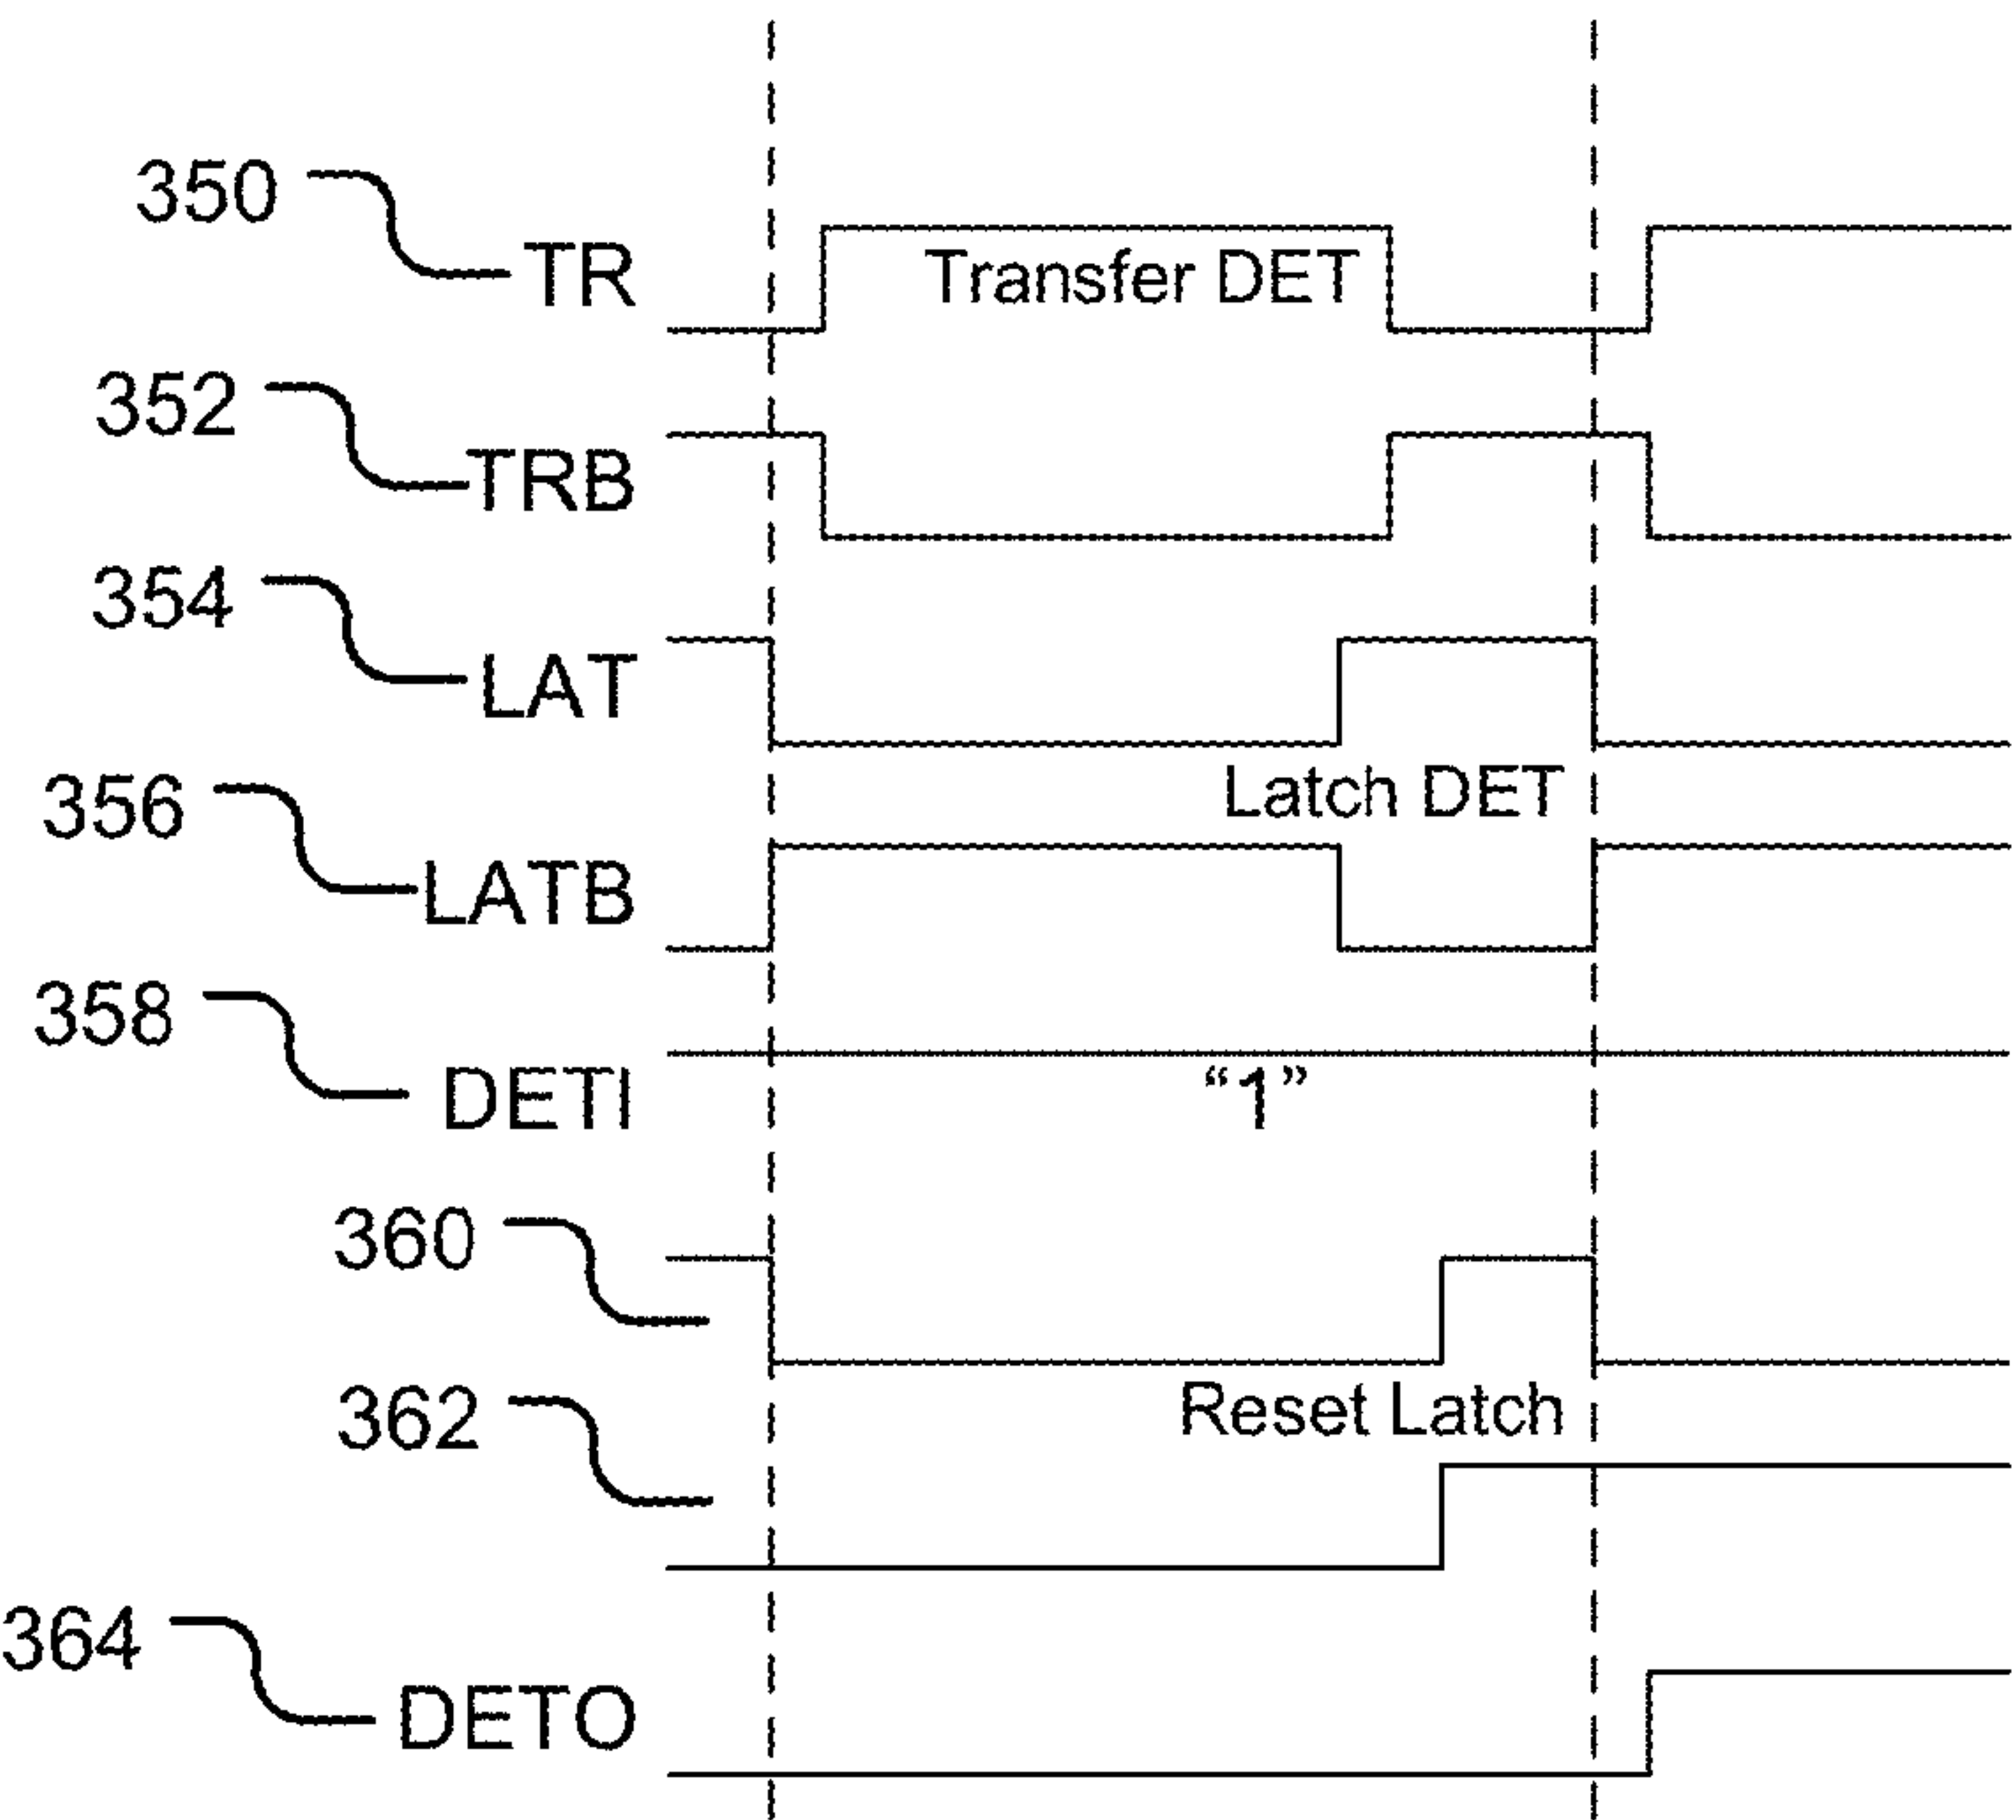 350
TR
Transfer DET
352
TRB
354
LAT
Latch DET
356
LATB
358
DETI
“1”
360
Reset Latch
362
364
DETO